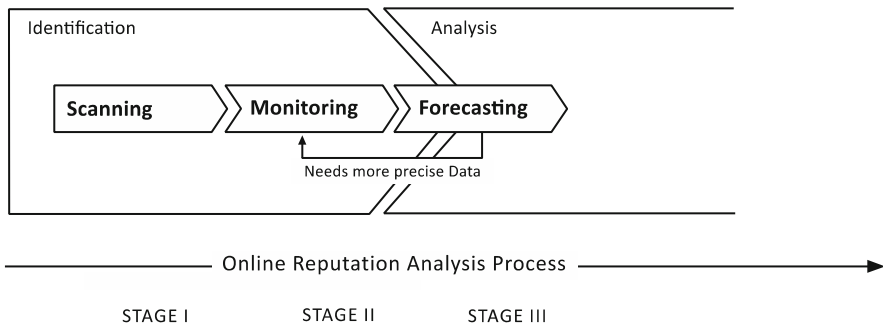 Identification
Analysis
Scanning
Monitoring
Forecasting
Needs more precise Data
Online Reputation Analysis Process
STAGE I
STAGE II
STAGE III